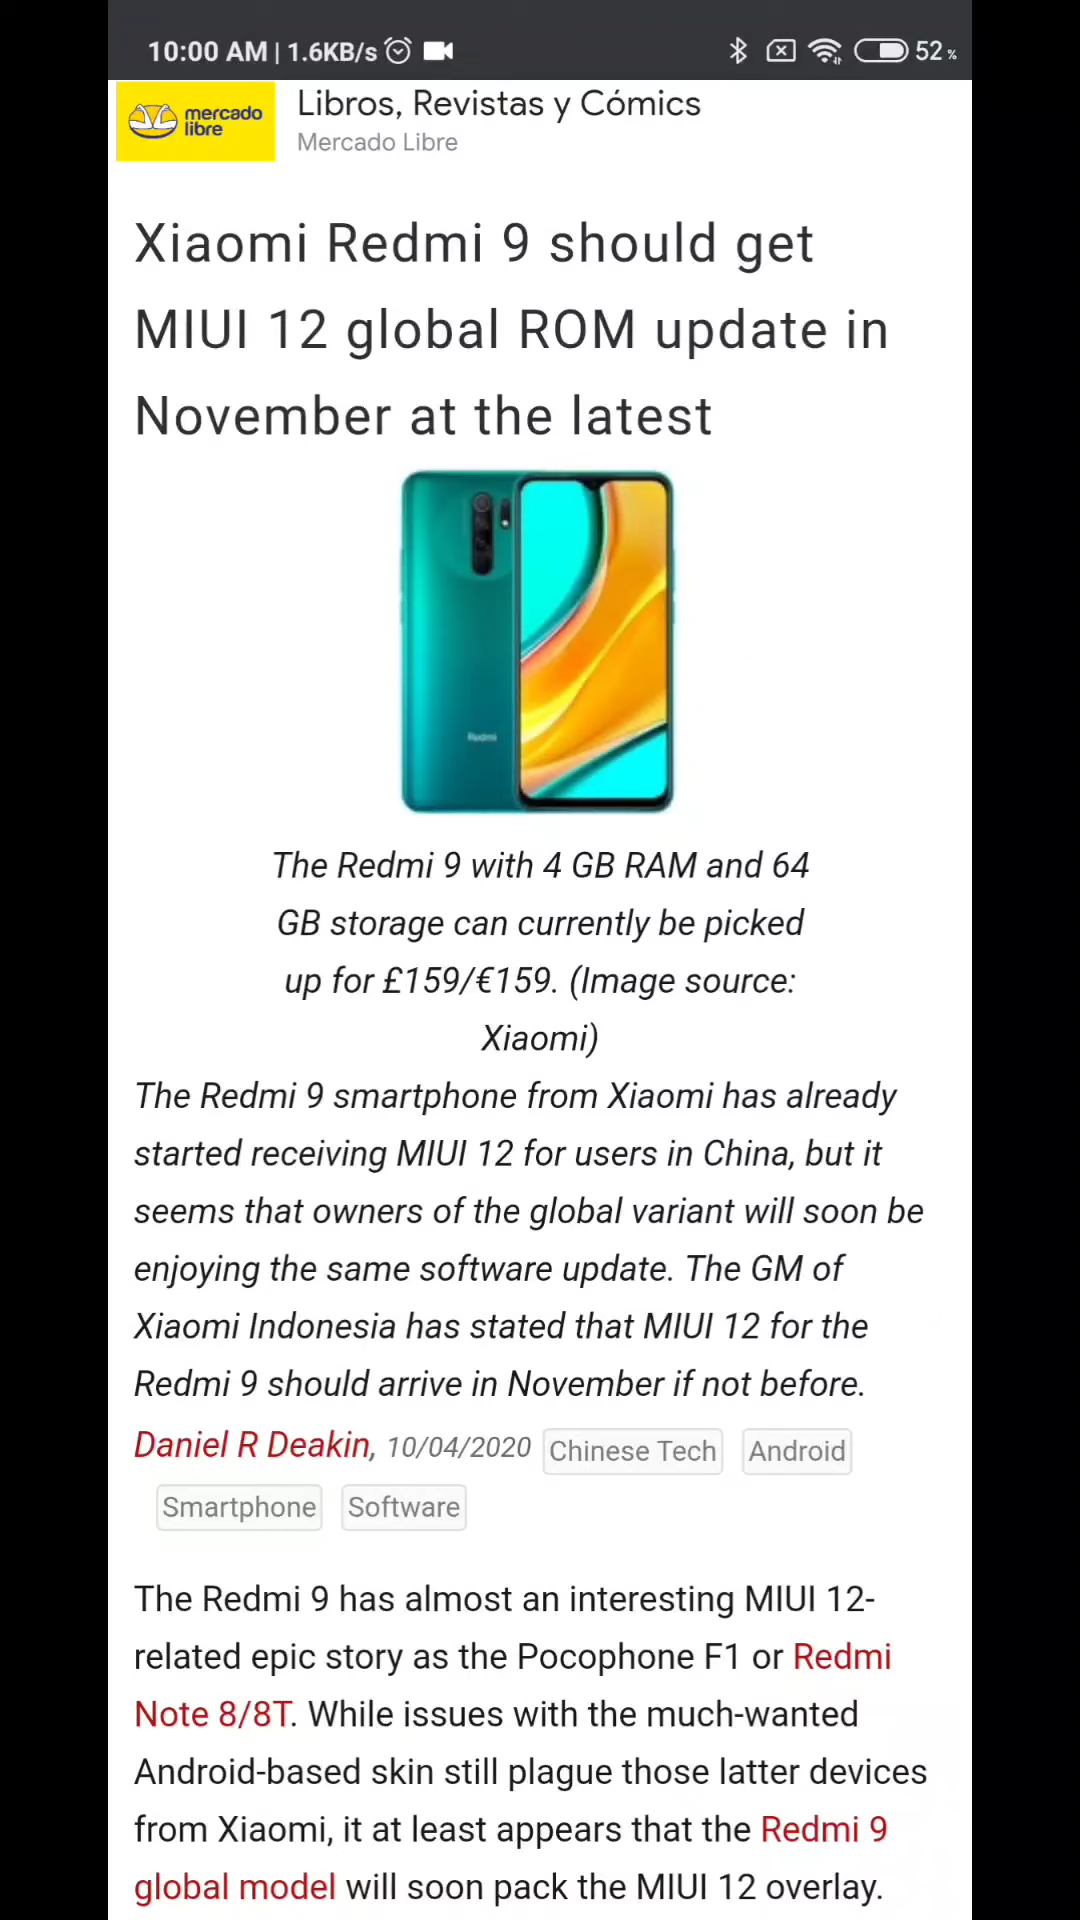 10:00 AM | 1.6KB/s 52%
mercado libre
Libros, Revistas y Cómics
Mercado Libre
Xiaomi Redmi 9 should get
MIUI 12 global ROM update in
November at the latest
Redmi
The Redmi 9 with 4 GB RAM and 64
GB storage can currently be picked
up for £159/€159. (Image source:
Xiaomi)
The Redmi 9 smartphone from Xiaomi has already
started receiving MIUI 12 for users in China, but it
seems that owners of the global variant will soon be
enjoying the same software update. The GM of
Xiaomi Indonesia has stated that MIUI 12 for the
Redmi 9 should arrive in November if not before.
Daniel R Deakin, 10/04/2020 Chinese Tech Android
Smartphone Software
The Redmi 9 has almost an interesting MIUI 12-
related epic story as the Pocophone F1 or Redmi
Note 8/8T. While issues with the much-wanted
Android-based skin still plague those latter devices
from Xiaomi, it at least appears that the Redmi 9
global model will soon pack the MIUI 12 overlay.